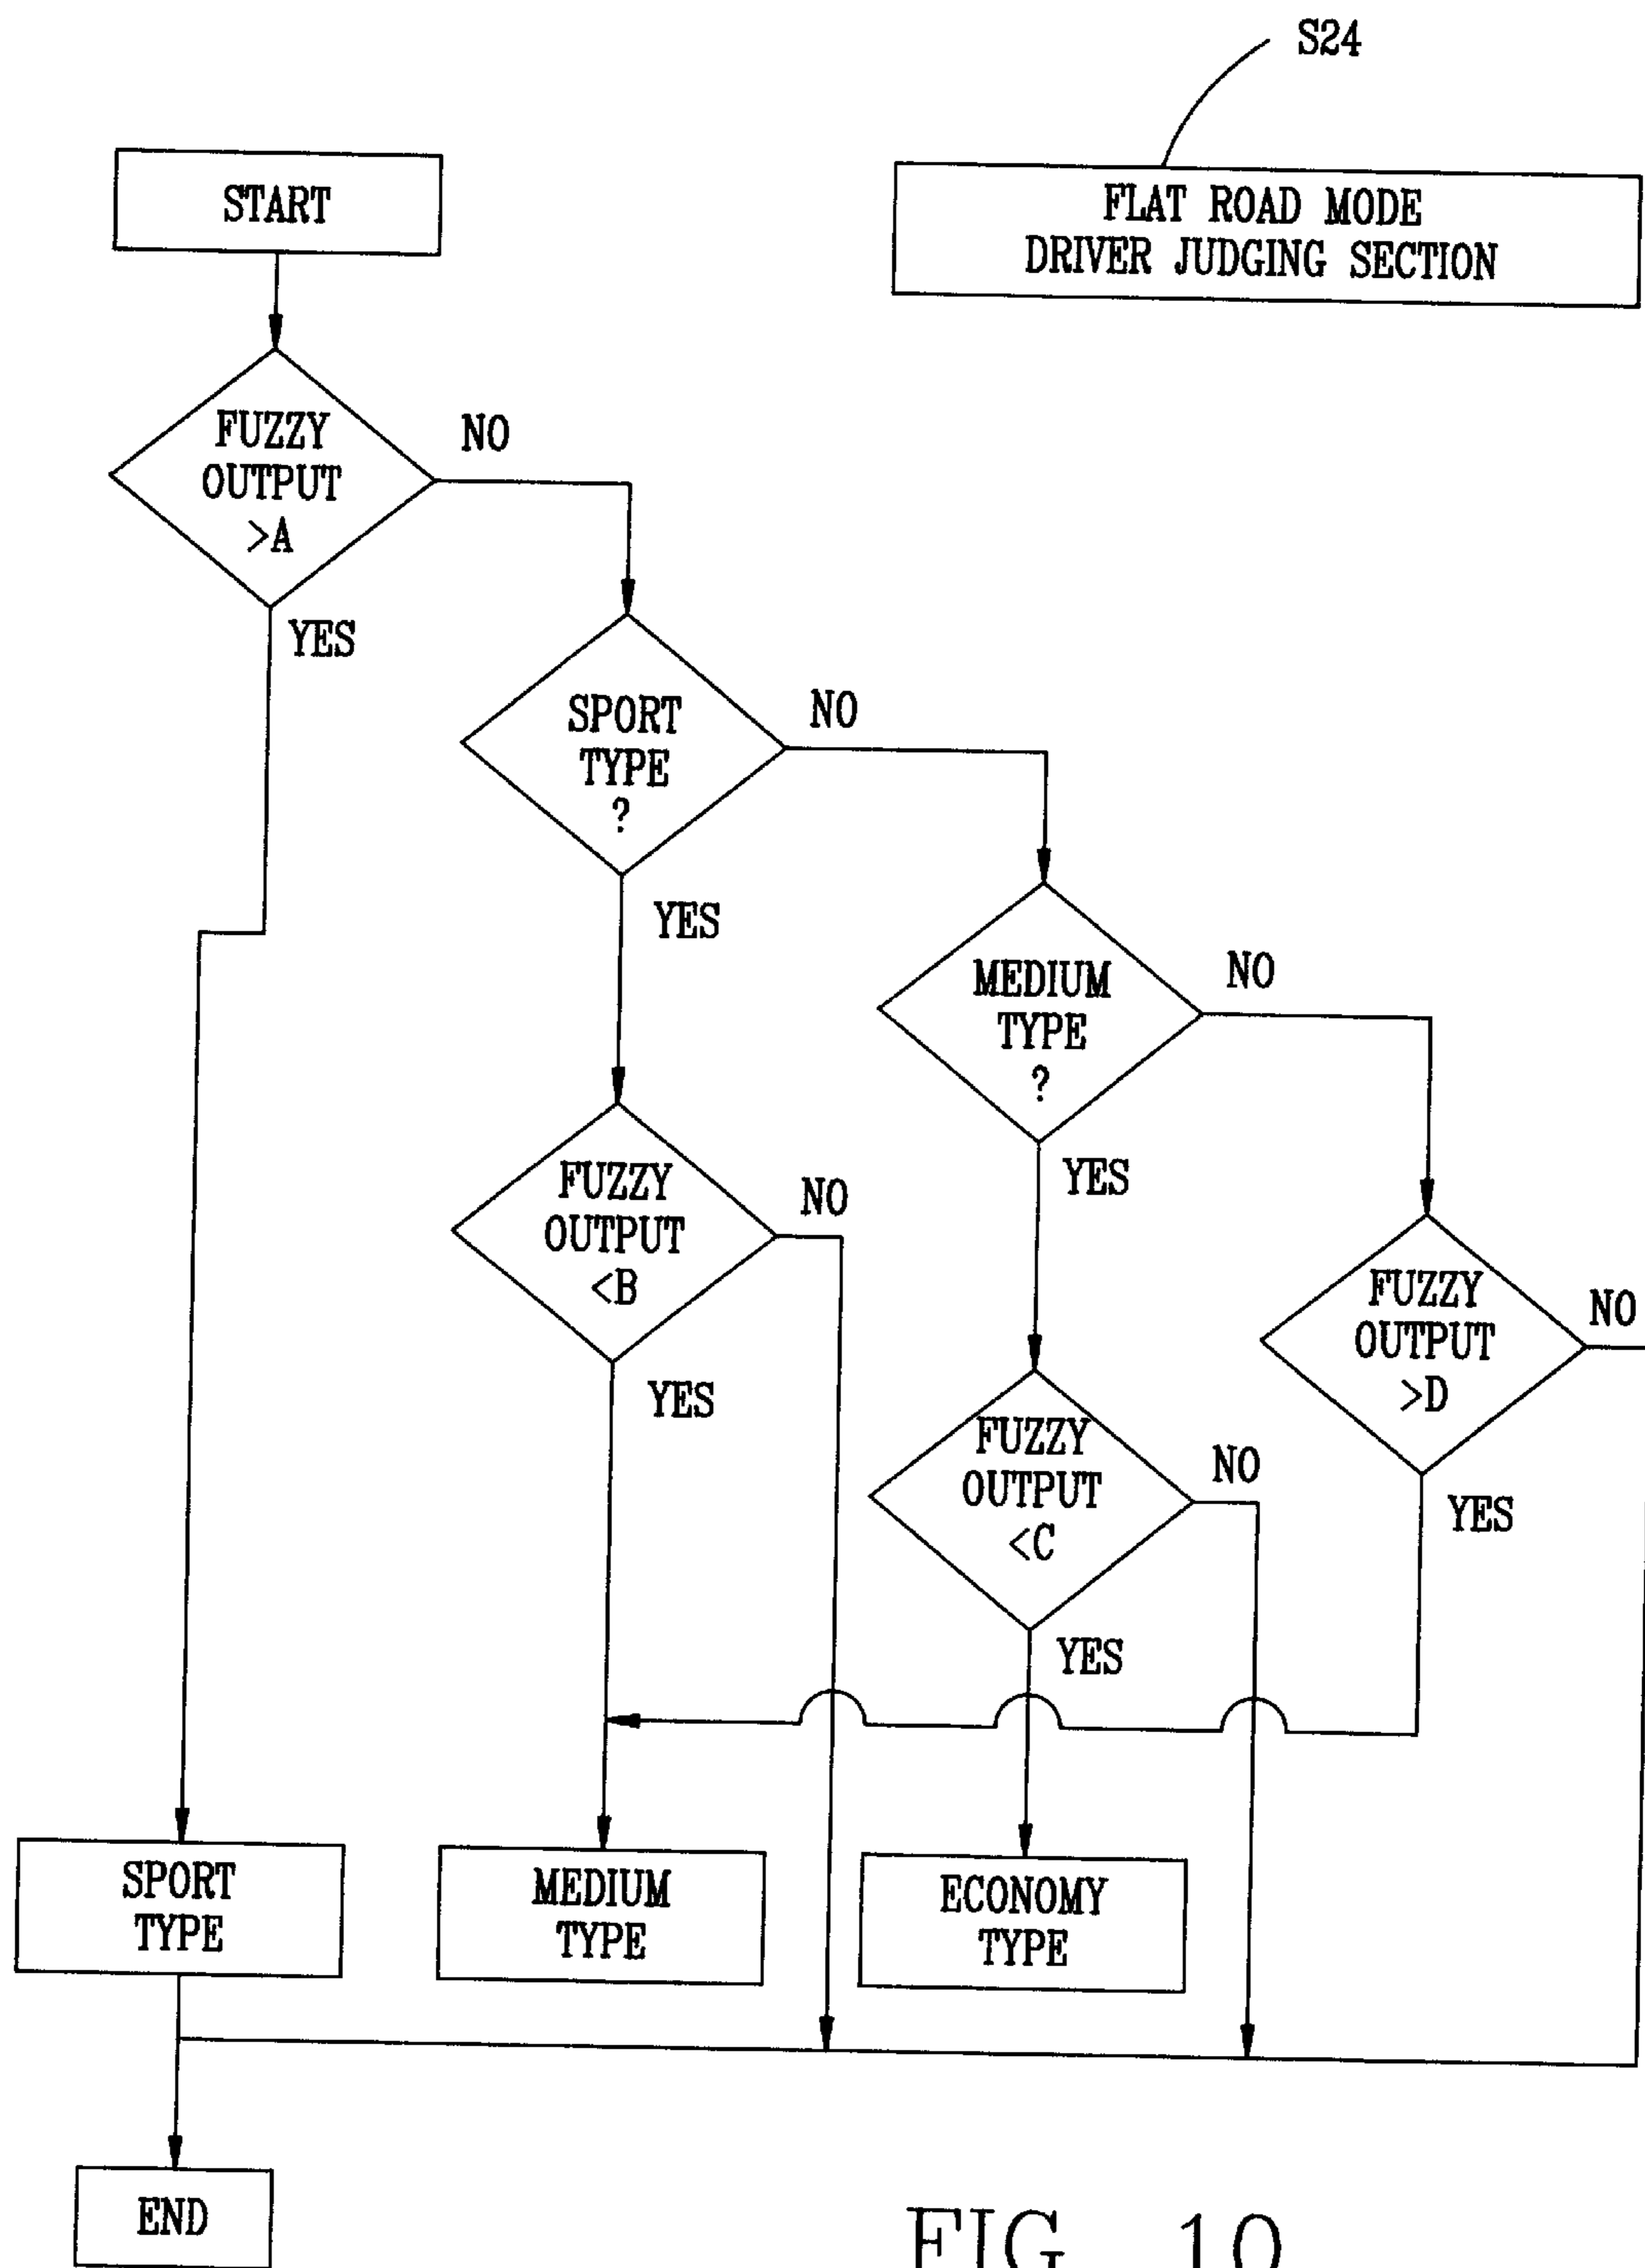 S24
START
FLAT ROAD MODE
DRIVER JUDGING SECTION
FUZZY
OUTPUT
>A
NO
YES
SPORT
TYPE
?
NO
YES
MEDIUM
TYPE
?
NO
YES
FUZZY
OUTPUT
<B
NO
YES
FUZZY
OUTPUT
>D
NO
YES
FUZZY
OUTPUT
<C
NO
YES
SPORT
TYPE
MEDIUM
TYPE
ECONOMY
TYPE
END
FIG. 10